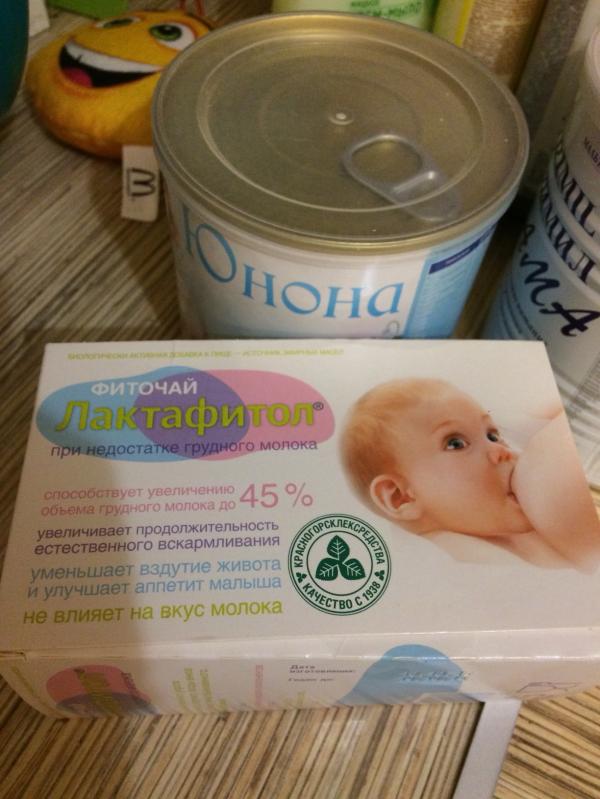 Юнона
БИОЛОГИЧЕСКИ АКТИВНАЯ ДОБАВКА К ПИЩЕ — ИСТОЧНИК ЭФИРНЫХ МАСЕЛ
ФИТОЧАЙ
Лактафитол®
при недостатке грудного молока
способствует увеличению
объема грудного молока до 45 %
увеличивает продолжительность
естественного вскармливания
уменьшает вздутие живота
и улучшает аппетит малыша
не влияет на вкус молока
КРАСНОГОРСКЛЕКСРЕДСТВА
КАЧЕСТВО С 1938
Дата
изготовления:
Годен до: